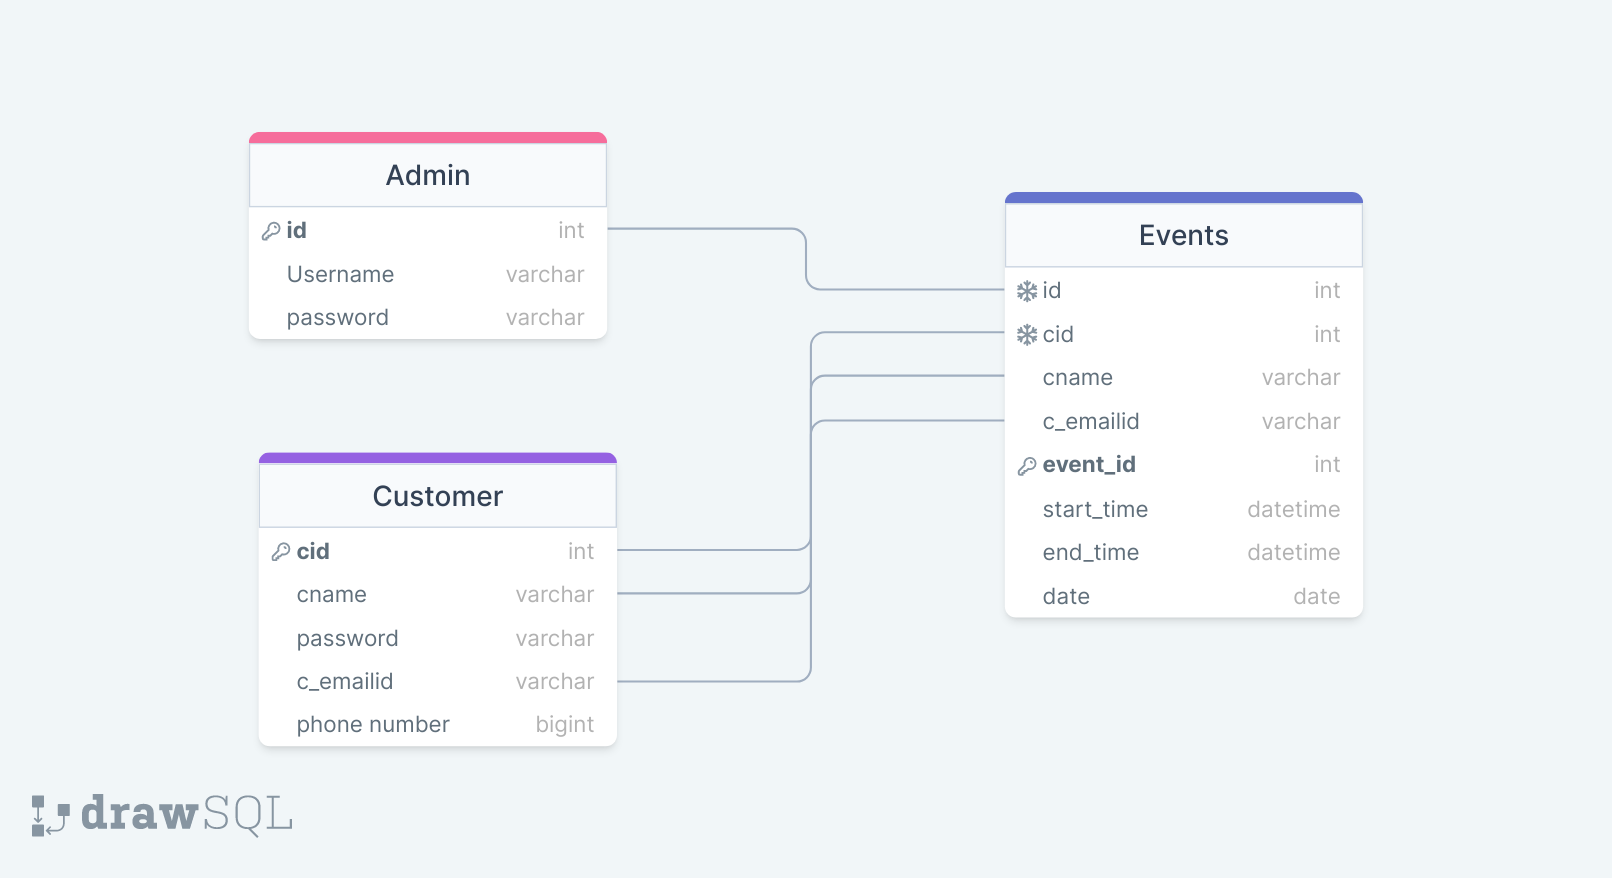 Admin
id int
Username varchar
password varchar
Events
id int
cid int
cname varchar
c_emailid varchar
event_id int
start_time datetime
end_time datetime
date date
Customer
cid int
cname varchar
password varchar
c_emailid varchar
phone number bigint
drawSQL